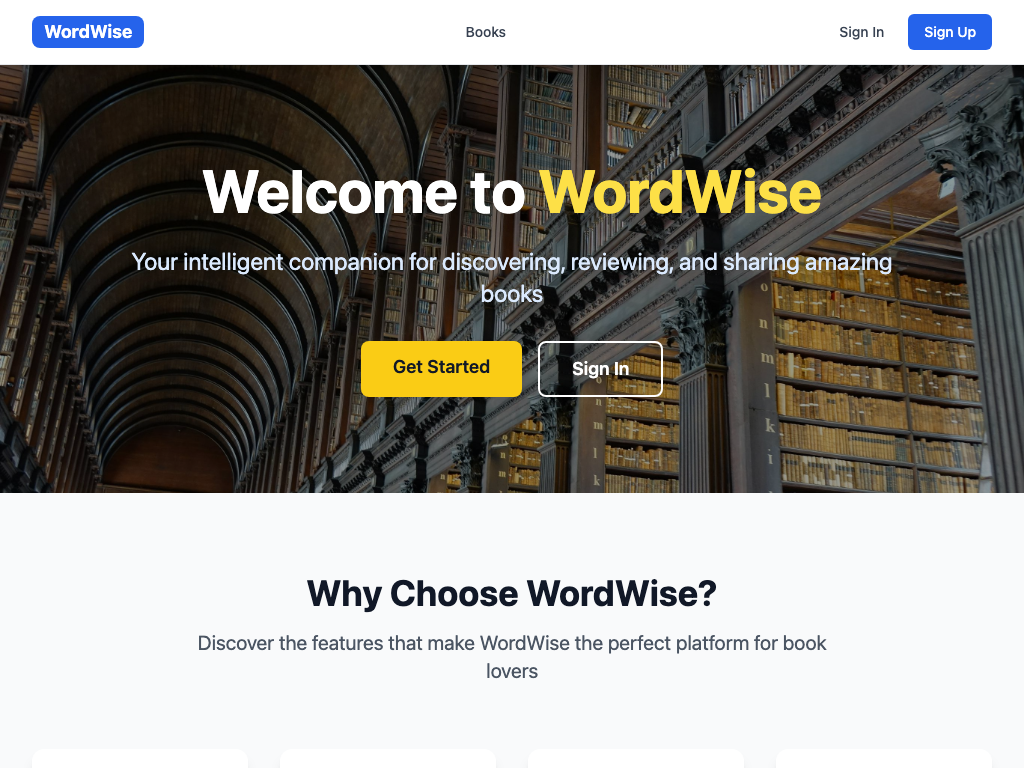 WordWise
Books
Sign In
Sign Up
Welcome to WordWise
Your intelligent companion for discovering, reviewing, and sharing amazing
books
Get Started
Sign In
p
o
n
m
l
k
i
o
n
m
l
k
Why Choose WordWise?
Discover the features that make WordWise the perfect platform for book
lovers